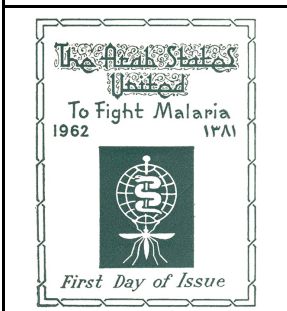 The Arab States
United
To Fight Malaria
1962 ١٣٨١
First Day of Issue